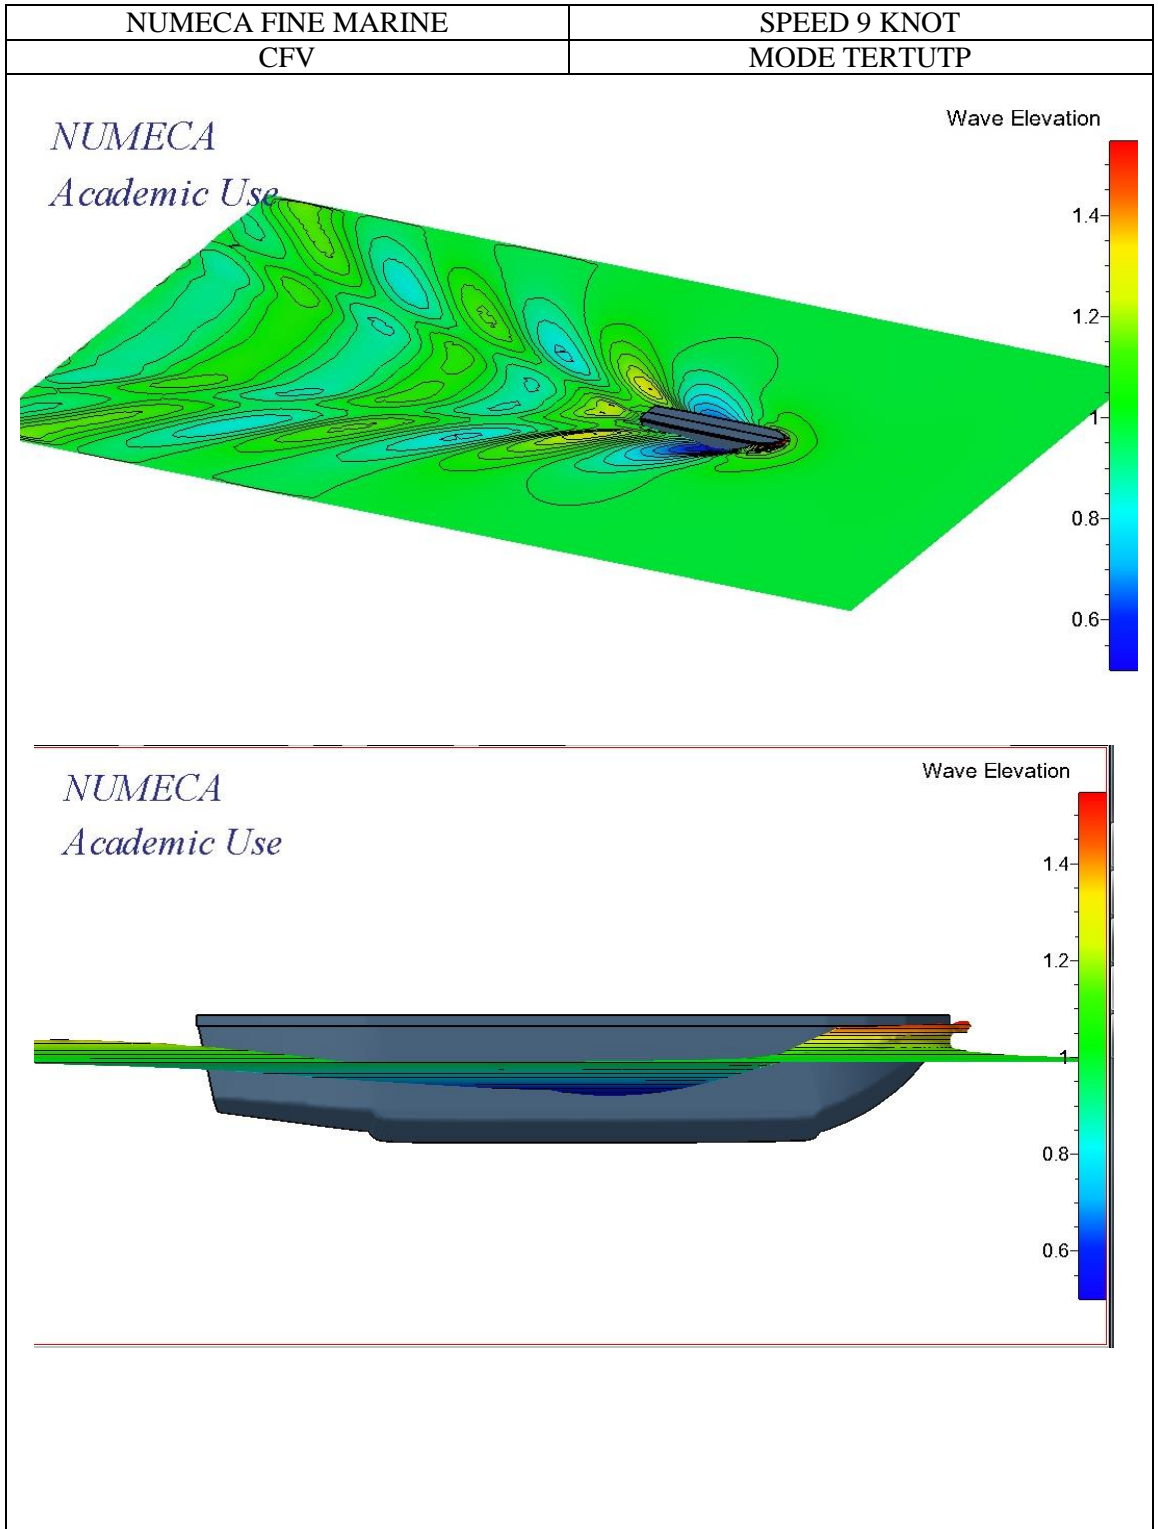 NUMECA FINE MARINE SPEED 9 KNOT
CFV MODE TERTUTP
NUMECA
Academic Use
Wave Elevation
1.4
1.2
1
0.8
0.6
NUMECA
Academic Use
Wave Elevation
1.4
1.2
1
0.8
0.6